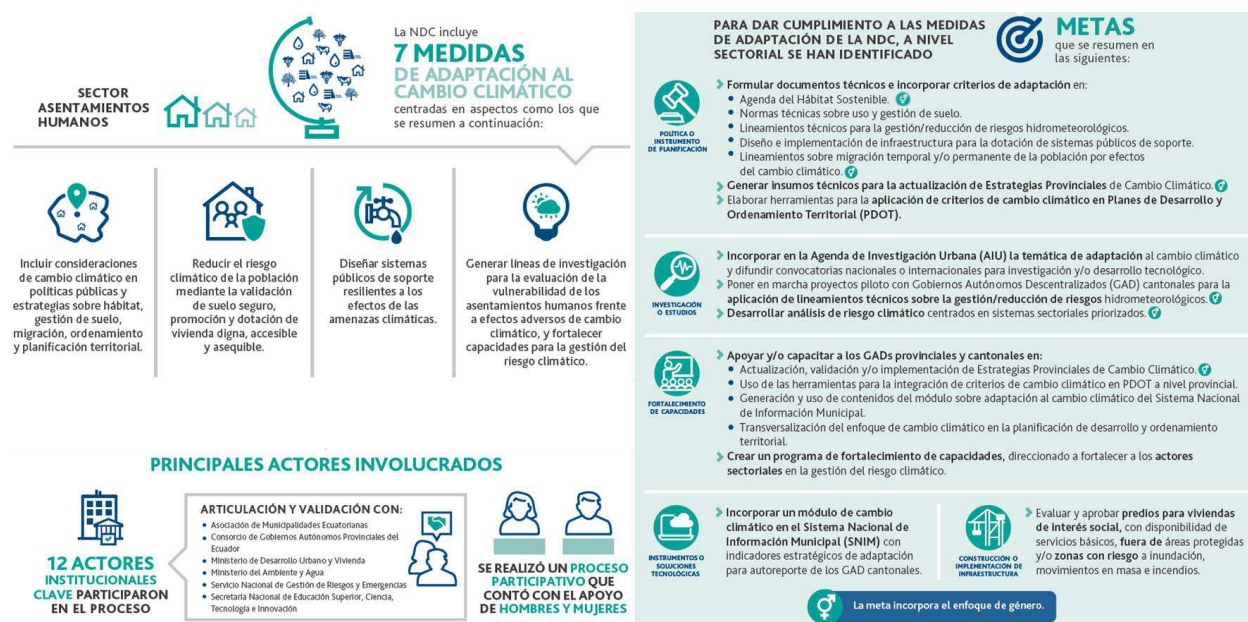 SECTOR
ASENTAMIENTOS
HUMANOS
La NDC incluye
7 MEDIDAS
DE ADAPTACIÓN AL
CAMBIO CLIMÁTICO
centradas en aspectos como los que
se resumen a continuación:
Incluir consideraciones
de cambio climático en
políticas públicas y
estrategias sobre hábitat,
gestión de suelo,
migración, ordenamiento
y planificación territorial.
Reducir el riesgo
climático de la población
mediante la validación
de suelo seguro,
promoción y dotación de
vivienda digna, accesible
y asequible.
Diseñar sistemas
públicos de soporte
resilientes a los
efectos de las
amenazas climáticas.
Generar líneas de investigación
para la evaluación de la
vulnerabilidad de los
asentamientos humanos frente
a efectos adversos de cambio
climático, y fortalecer
capacidades para la gestión del
riesgo climático.
PRINCIPALES ACTORES INVOLUCRADOS
12 ACTORES
INSTITUCIONALES
CLAVE PARTICIPARON
EN EL PROCESO
ARTICULACIÓN Y VALIDACIÓN CON:
• Asociación de Municipalidades Ecuatorianas
• Consorcio de Gobiernos Autónomos Provinciales del
Ecuador
• Ministerio de Desarrollo Urbano y Vivienda
• Ministerio del Ambiente y Agua
• Servicio Nacional de Gestión de Riesgos y Emergencias
• Secretaría Nacional de Educación Superior, Ciencia,
Tecnología e Innovación
SE REALIZÓ UN PROCESO
PARTICIPATIVO QUE
CONTÓ CON EL APOYO
DE HOMBRES Y MUJERES
PARA DAR CUMPLIMIENTO A LAS MEDIDAS
DE ADAPTACIÓN DE LA NDC, A NIVEL
SECTORIAL SE HAN IDENTIFICADO
METAS
que se resumen en
las siguientes:
POLÍTICA O
INSTRUMENTO
DE PLANIFICACIÓN
Formular documentos técnicos e incorporar criterios de adaptación en:
• Agenda del Hábitat Sostenible.
• Normas técnicas sobre uso y gestión de suelo.
• Lineamientos técnicos para la gestión/reducción de riesgos hidrometeorológicos.
• Diseño e implementación de infraestructura para la dotación de sistemas públicos de soporte.
• Lineamientos sobre migración temporal y/o permanente de la población por efectos
del cambio climático.
Generar insumos técnicos para la actualización de Estrategias Provinciales de Cambio Climático.
Elaborar herramientas para la aplicación de criterios de cambio climático en Planes de Desarrollo y
Ordenamiento Territorial (PDOT).
INVESTIGACIÓN
O ESTUDIOS
Incorporar en la Agenda de Investigación Urbana (AIU) la temática de adaptación al cambio climático
y difundir convocatorias nacionales o internacionales para investigación y/o desarrollo tecnológico.
Poner en marcha proyectos piloto con Gobiernos Autónomos Descentralizados (GAD) cantonales para la
aplicación de lineamientos técnicos sobre la gestión/reducción de riesgos hidrometeorológicos.
Desarrollar análisis de riesgo climático centrados en sistemas sectoriales priorizados.
FORTALECIMIENTO
DE CAPACIDADES
Apoyar y/o capacitar a los GADs provinciales y cantonales en:
• Actualización, validación y/o implementación de Estrategias Provinciales de Cambio Climático.
• Uso de las herramientas para la integración de criterios de cambio climático en PDOT a nivel provincial.
• Generación y uso de contenidos del módulo sobre adaptación al cambio climático del Sistema Nacional
de Información Municipal.
• Transversalización del enfoque de cambio climático en la planificación de desarrollo y ordenamiento
territorial.
Crear un programa de fortalecimiento de capacidades, direccionado a fortalecer a los actores
sectoriales en la gestión del riesgo climático.
INSTRUMENTOS O
SOLUCIONES
TECNOLÓGICAS
Incorporar un módulo de cambio
climático en el Sistema Nacional de
Información Municipal (SNIM) con
indicadores estratégicos de adaptación
para autoreporte de los GAD cantonales.
CONSTRUCCIÓN O
IMPLEMENTACIÓN DE
INFRAESTRUCTURA
Evaluar y aprobar predios para viviendas
de interés social, con disponibilidad de
servicios básicos, fuera de áreas protegidas
y/o zonas con riesgo a inundación,
movimientos en masa e incendios.
La meta incorpora el enfoque de género.